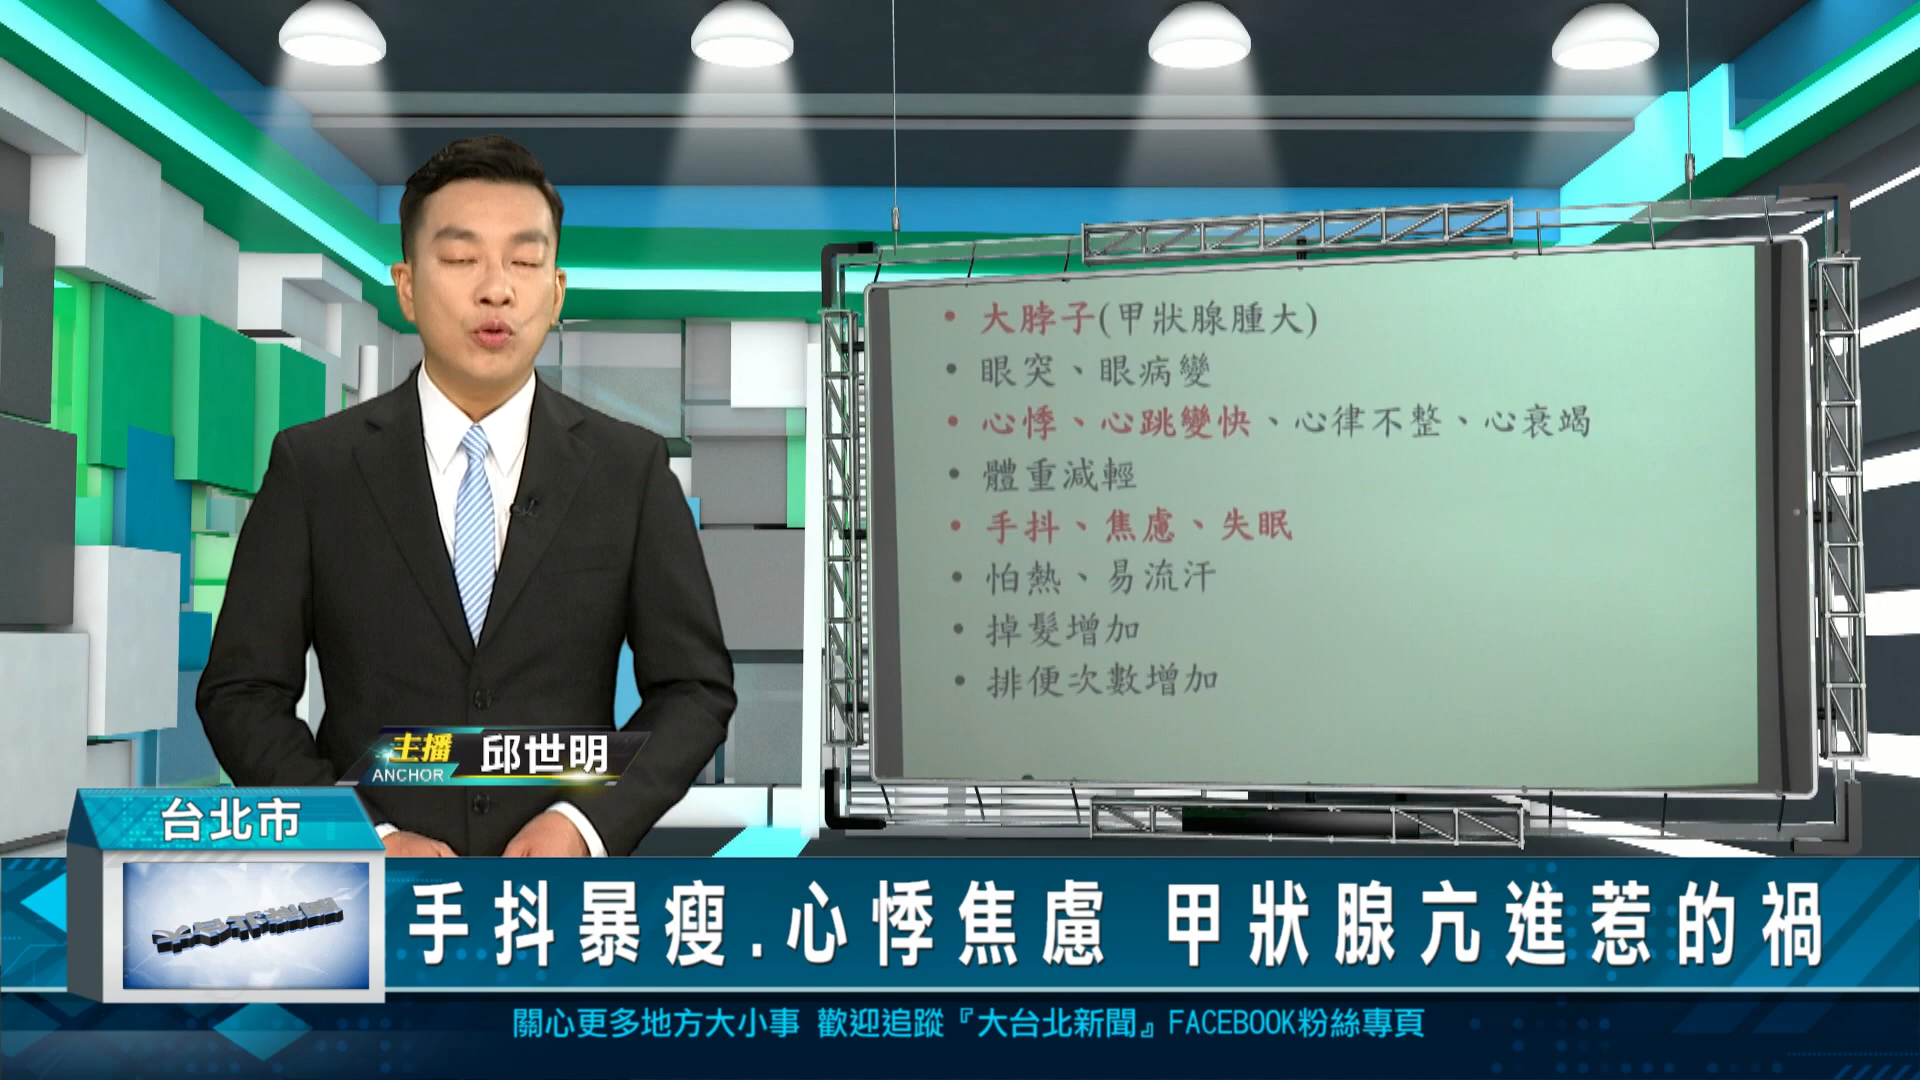 • 大脖子(甲狀腺腫大)
• 眼突、眼病變
• 心悸、心跳變快、心律不整、心衰竭
• 體重減輕
• 手抖、焦慮、失眠
• 怕熱、易流汗
• 掉髮增加
• 排便次數增加
主播 邱世明
ANCHOR
台北市
手抖暴瘦.心悸焦慮 甲狀腺亢進惹的禍
關心更多地方大小事 歡迎追蹤『大台北新聞』FACEBOOK粉絲專頁